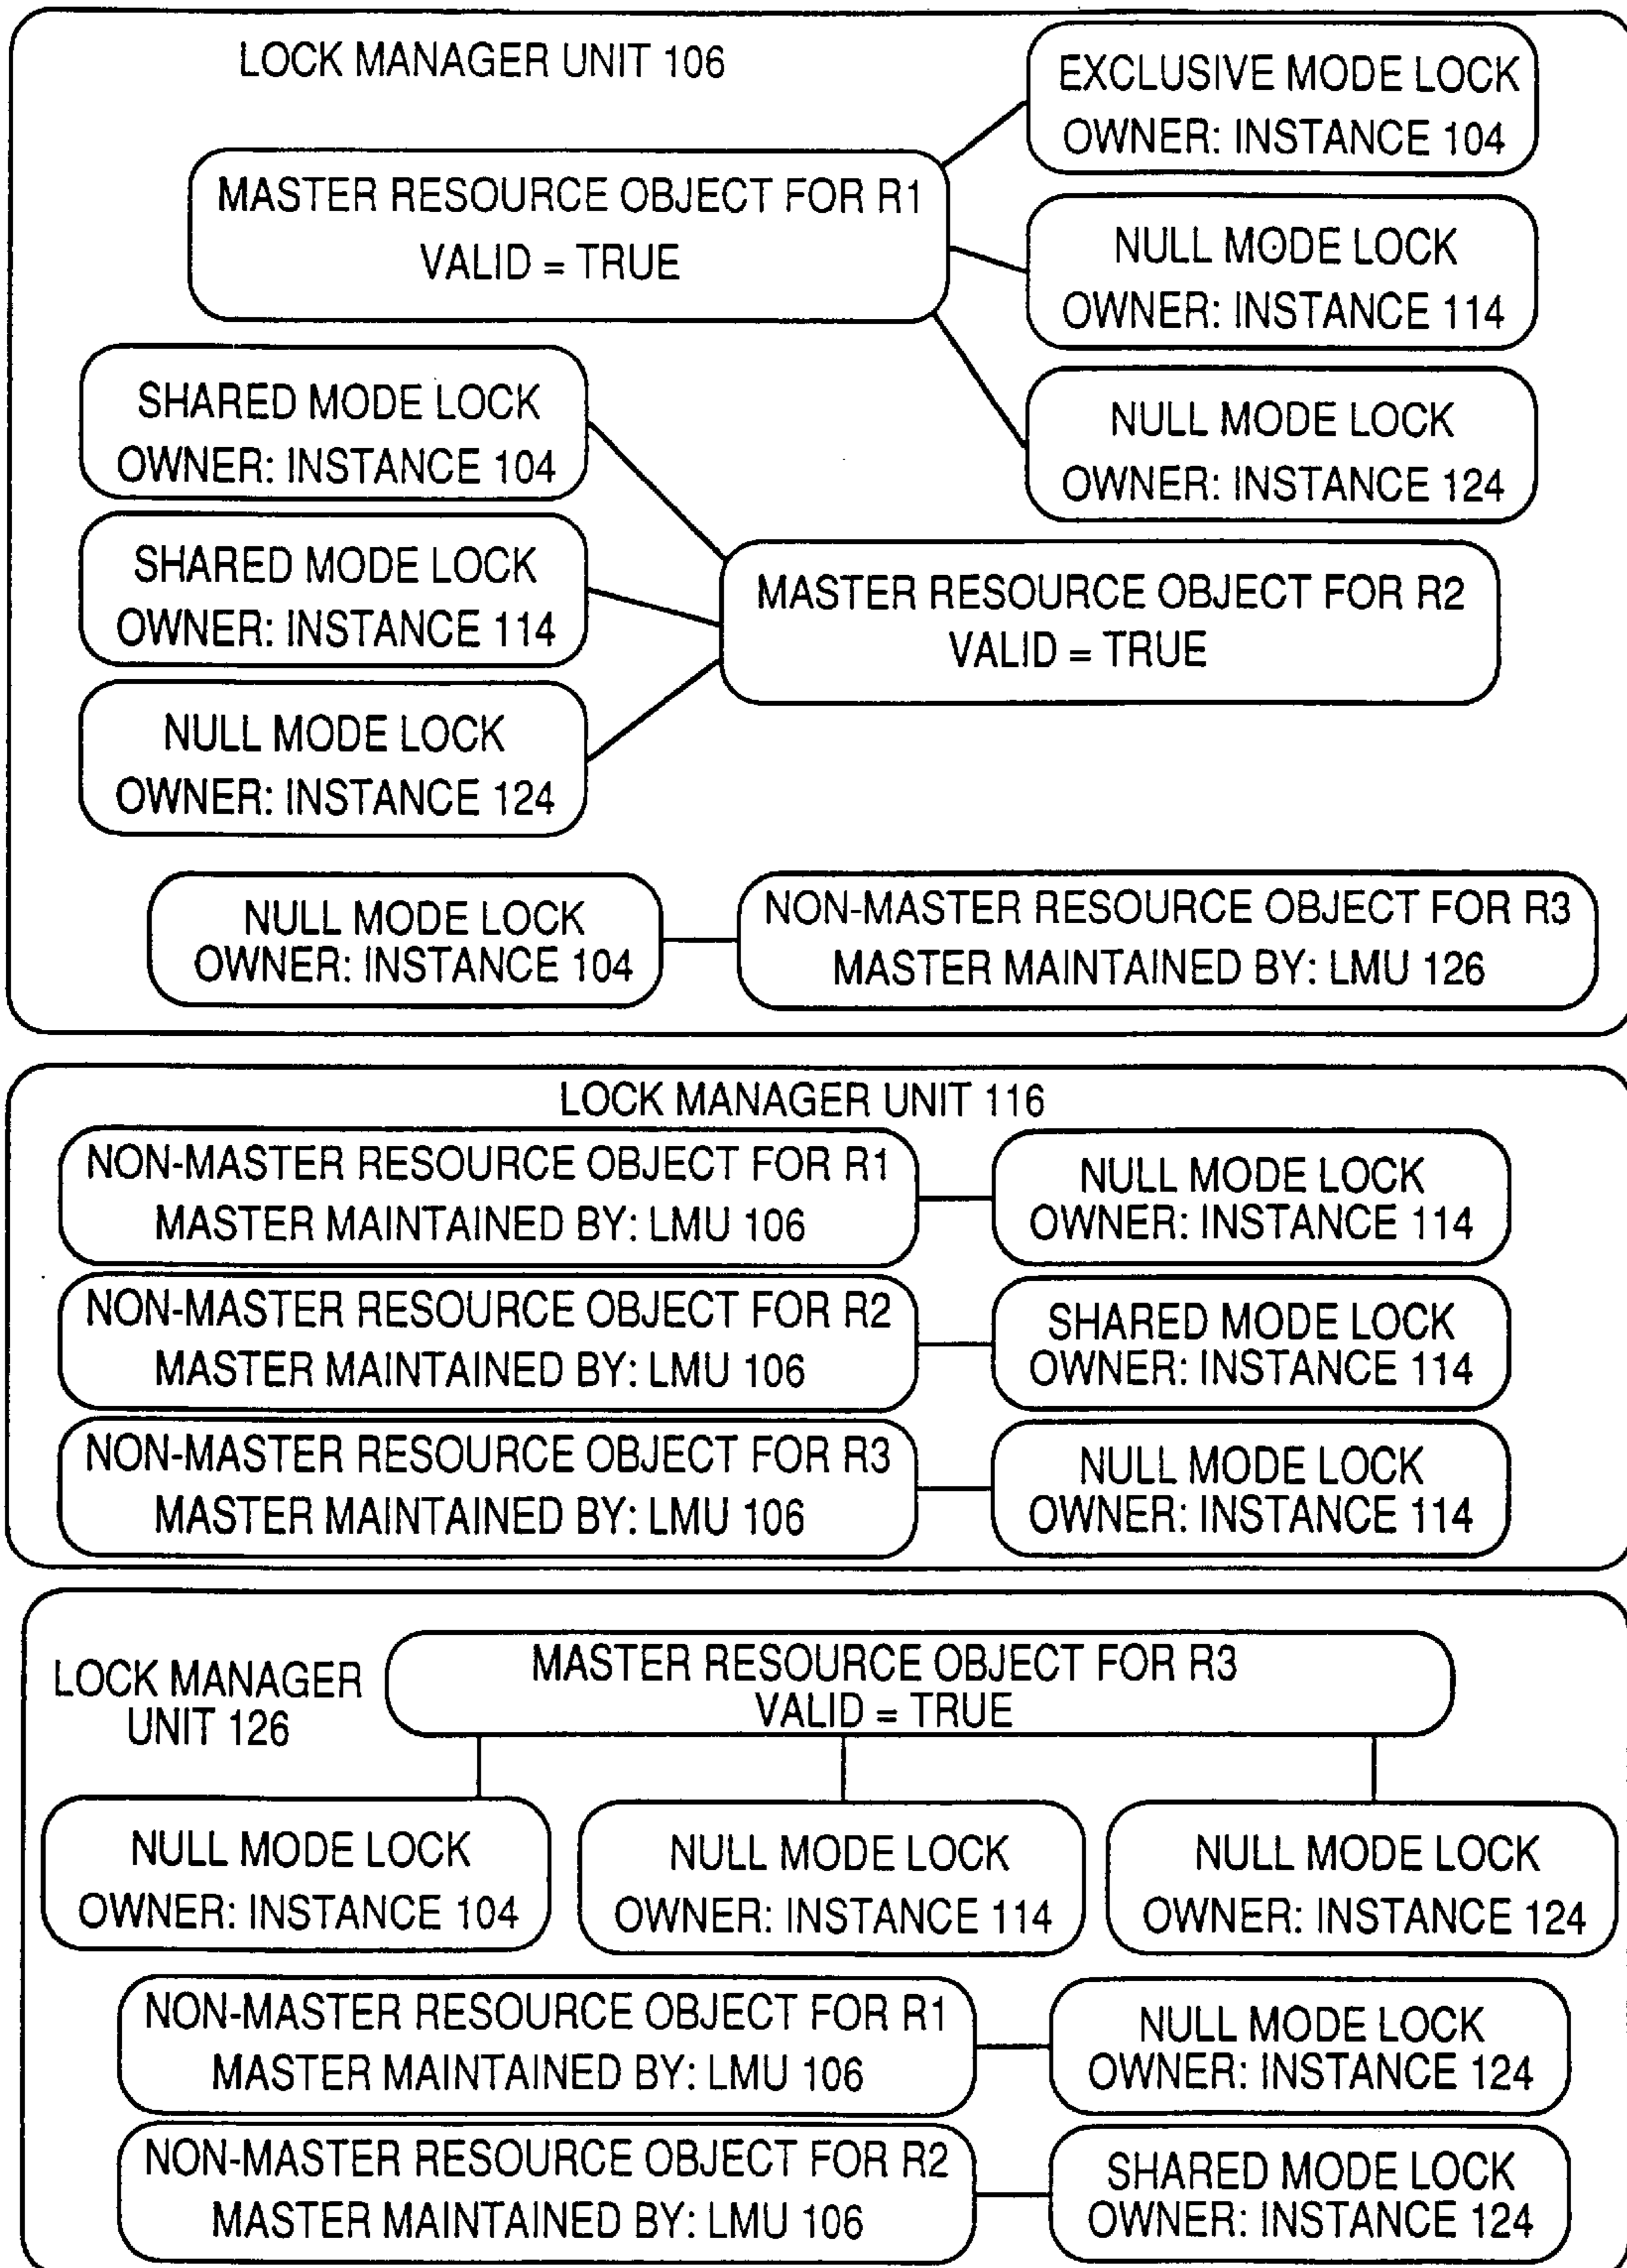 LOCK MANAGER UNIT 106
EXCLUSIVE MODE LOCK
OWNER: INSTANCE 104
MASTER RESOURCE OBJECT FOR R1
VALID = TRUE
NULL MODE LOCK
OWNER: INSTANCE 114
NULL MODE LOCK
OWNER: INSTANCE 124
SHARED MODE LOCK
OWNER: INSTANCE 104
SHARED MODE LOCK
OWNER: INSTANCE 114
NULL MODE LOCK
OWNER: INSTANCE 124
MASTER RESOURCE OBJECT FOR R2
VALID = TRUE
NULL MODE LOCK
OWNER: INSTANCE 104
NON-MASTER RESOURCE OBJECT FOR R3
MASTER MAINTAINED BY: LMU 126
LOCK MANAGER UNIT 116
NON-MASTER RESOURCE OBJECT FOR R1
MASTER MAINTAINED BY: LMU 106
NULL MODE LOCK
OWNER: INSTANCE 114
NON-MASTER RESOURCE OBJECT FOR R2
MASTER MAINTAINED BY: LMU 106
SHARED MODE LOCK
OWNER: INSTANCE 114
NON-MASTER RESOURCE OBJECT FOR R3
MASTER MAINTAINED BY: LMU 106
NULL MODE LOCK
OWNER: INSTANCE 114
LOCK MANAGER
UNIT 126
MASTER RESOURCE OBJECT FOR R3
VALID = TRUE
NULL MODE LOCK
OWNER: INSTANCE 104
NULL MODE LOCK
OWNER: INSTANCE 114
NULL MODE LOCK
OWNER: INSTANCE 124
NON-MASTER RESOURCE OBJECT FOR R1
MASTER MAINTAINED BY: LMU 106
NULL MODE LOCK
OWNER: INSTANCE 124
NON-MASTER RESOURCE OBJECT FOR R2
MASTER MAINTAINED BY: LMU 106
SHARED MODE LOCK
OWNER: INSTANCE 124